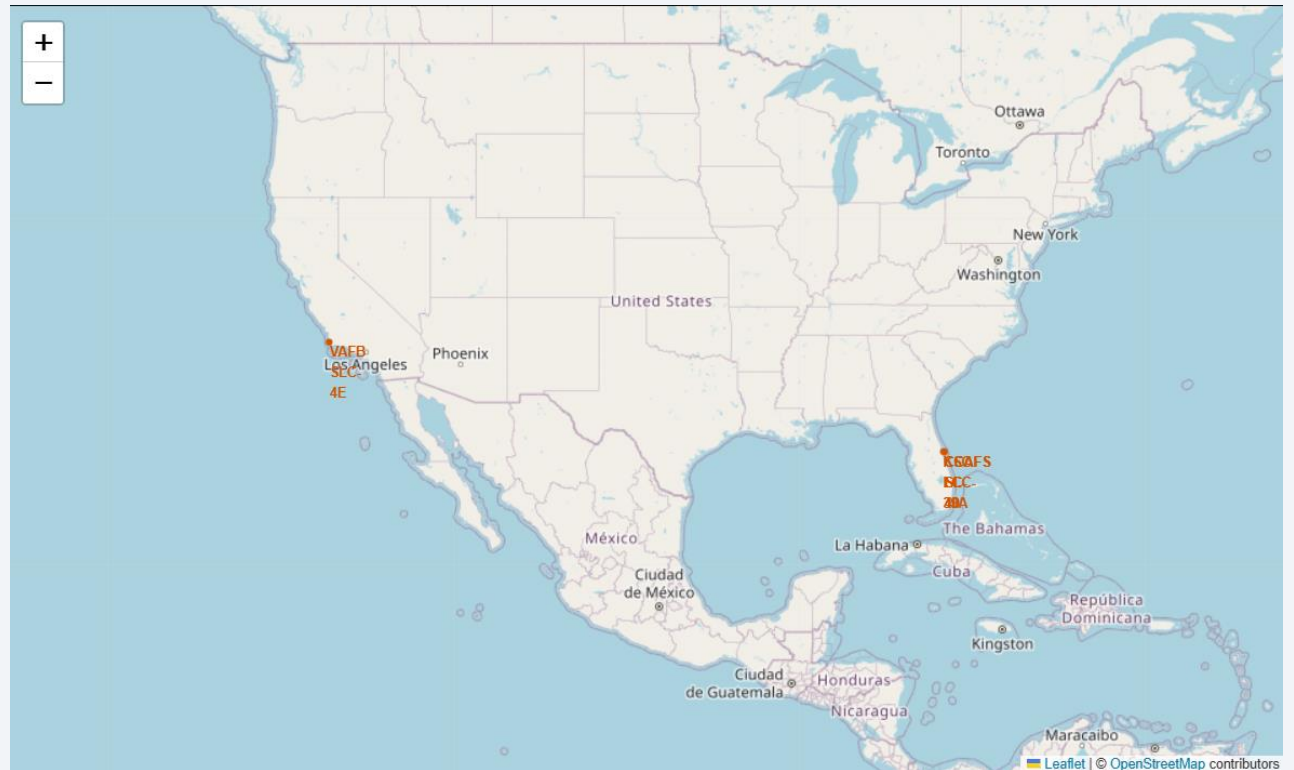 +
−
Ottawa
Toronto
New York
Washington
United States
VAFB
SLC-
4E
Los Angeles
Phoenix
The Bahamas
La Habana
México
Cuba
Ciudad
de México
República
Dominicana
Kingston
Ciudad
de Guatemala
Honduras
Nicaragua
Maracaibo
Leaflet | © OpenStreetMap contributors